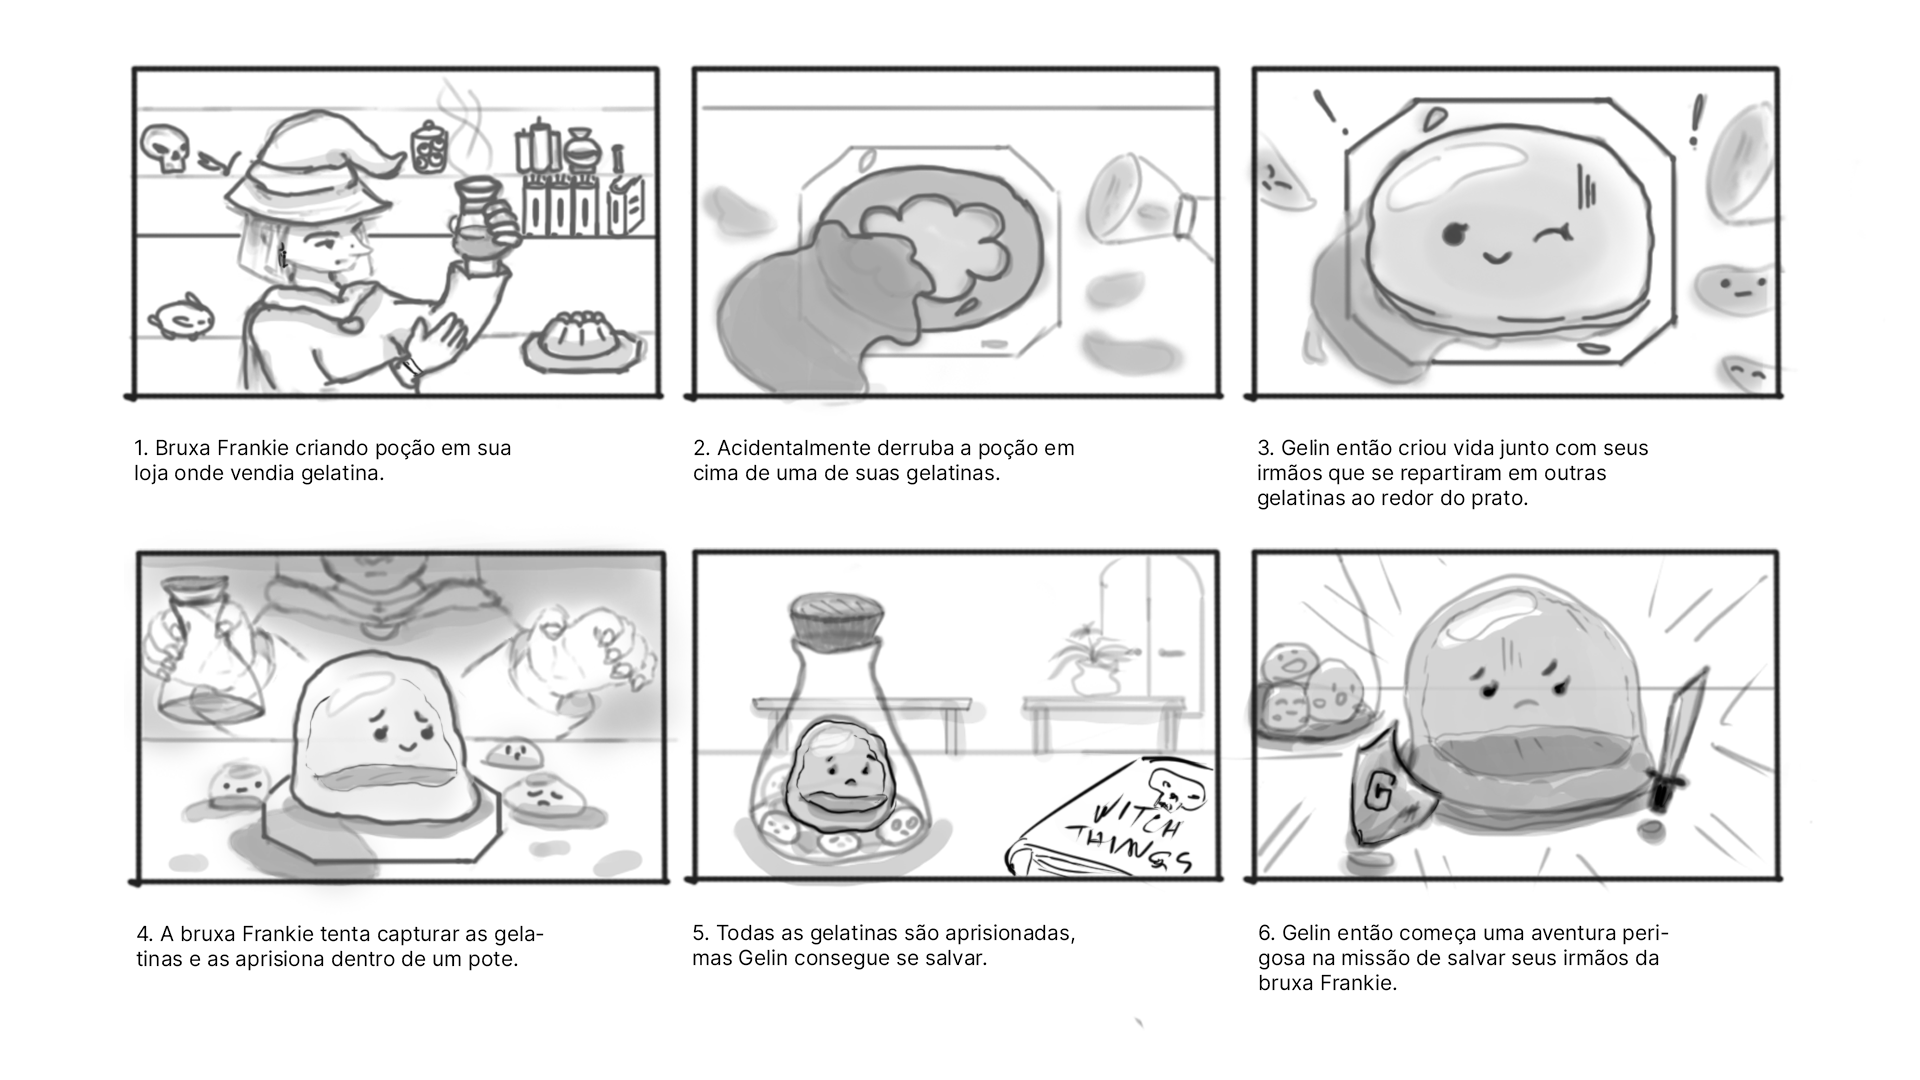 1. Bruxa Frankie criando poção em sua
loja onde vendia gelatina.
2. Acidentalmente derruba a poção em
cima de uma de suas gelatinas.
3. Gelin então criou vida junto com seus
irmãos que se repartiram em outras
gelatinas ao redor do prato.
4. A bruxa Frankie tenta capturar as gela-
tinas e as aprisiona dentro de um pote.
WITCH
THINGS
5. Todas as gelatinas são aprisionadas,
mas Gelin consegue se salvar.
G
6. Gelin então começa uma aventura peri-
gosa na missão de salvar seus irmãos da
bruxa Frankie.